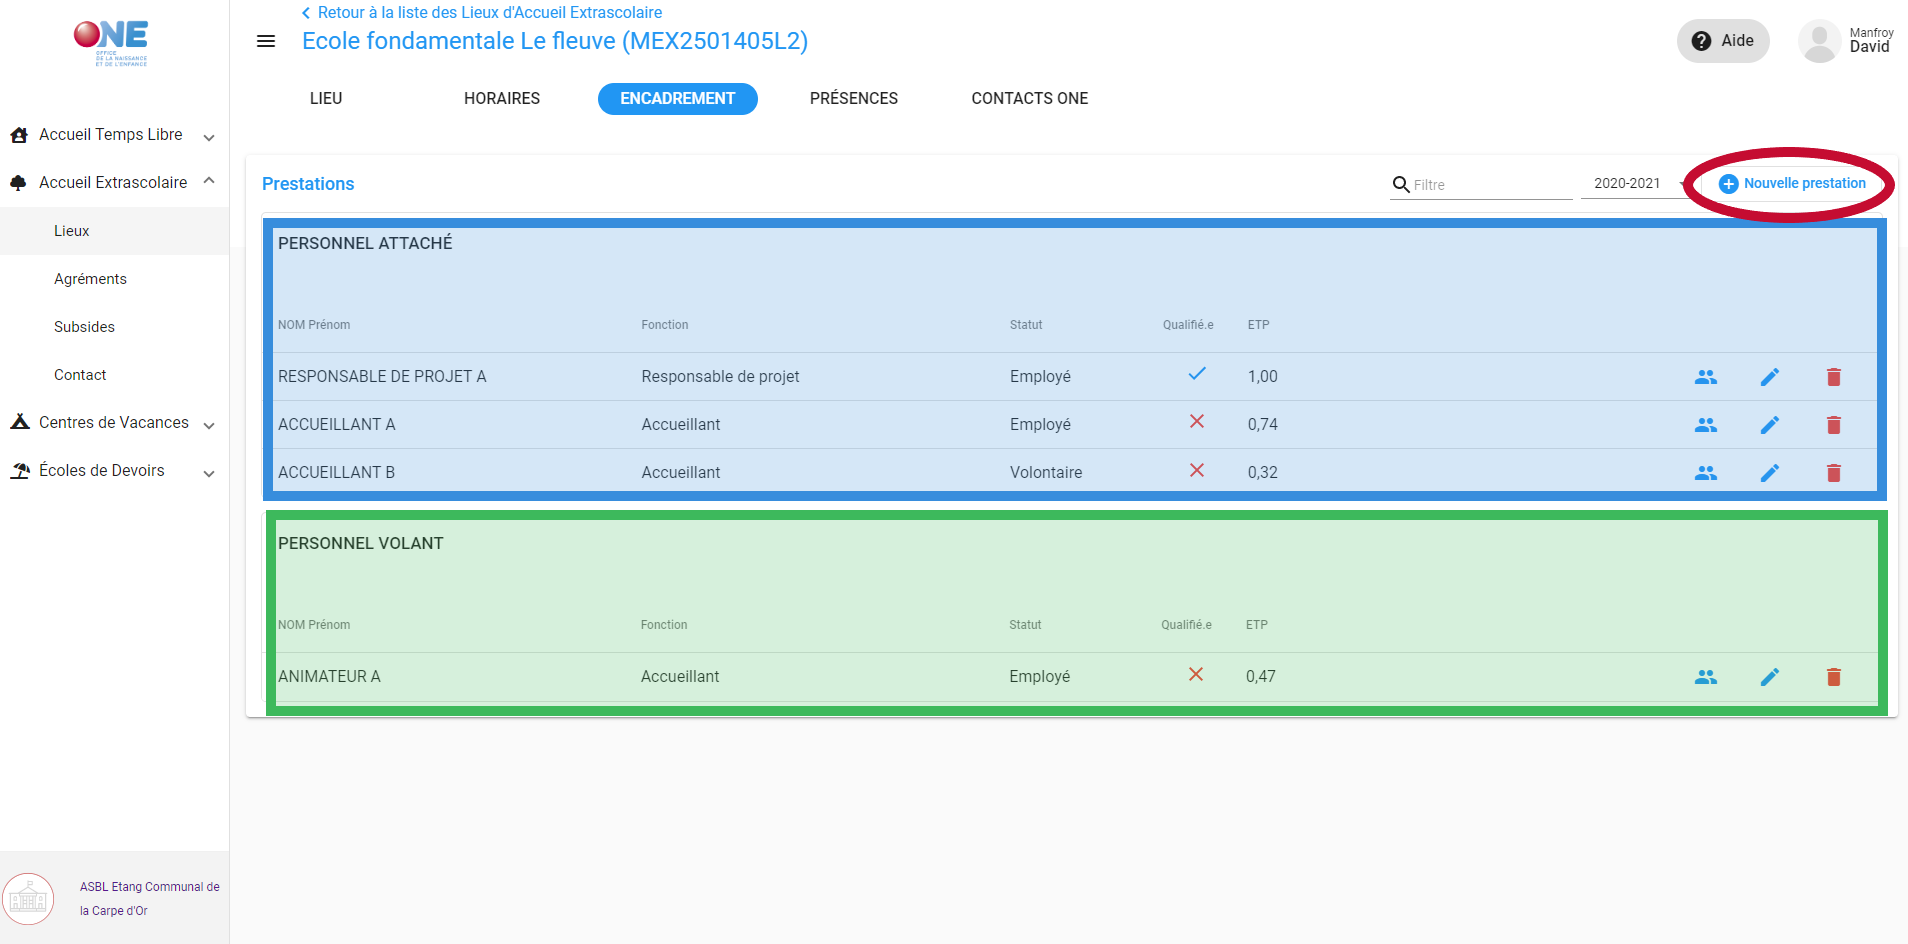 ONE
OFFICE
DE LA NAISSANCE
ET DE L'ENFANCE
Retour à la liste des Lieux d'Accueil Extrascolaire
Ecole fondamentale Le fleuve (MEX2501405L2)
Aide
Manfroy
David
LIEU
HORAIRES
ENCADREMENT
PRÉSENCES
CONTACTS ONE
Accueil Temps Libre
Accueil Extrascolaire
Lieux
Agréments
Subsides
Contact
Centres de Vacances
Écoles de Devoirs
ASBL Etang Communal de
la Carpe d'Or
Prestations
Filtre
2020-2021
Nouvelle prestation
PERSONNEL ATTACHÉ
NOM Prénom Fonction Statut Qualifié.e ETP
RESPONSABLE DE PROJET A Responsable de projet Employé 1,00
ACCUEILLANT A Accueillant Employé 0,74
ACCUEILLANT B Accueillant Volontaire 0,32
PERSONNEL VOLANT
NOM Prénom Fonction Statut Qualifié.e ETP
ANIMATEUR A Accueillant Employé 0,47